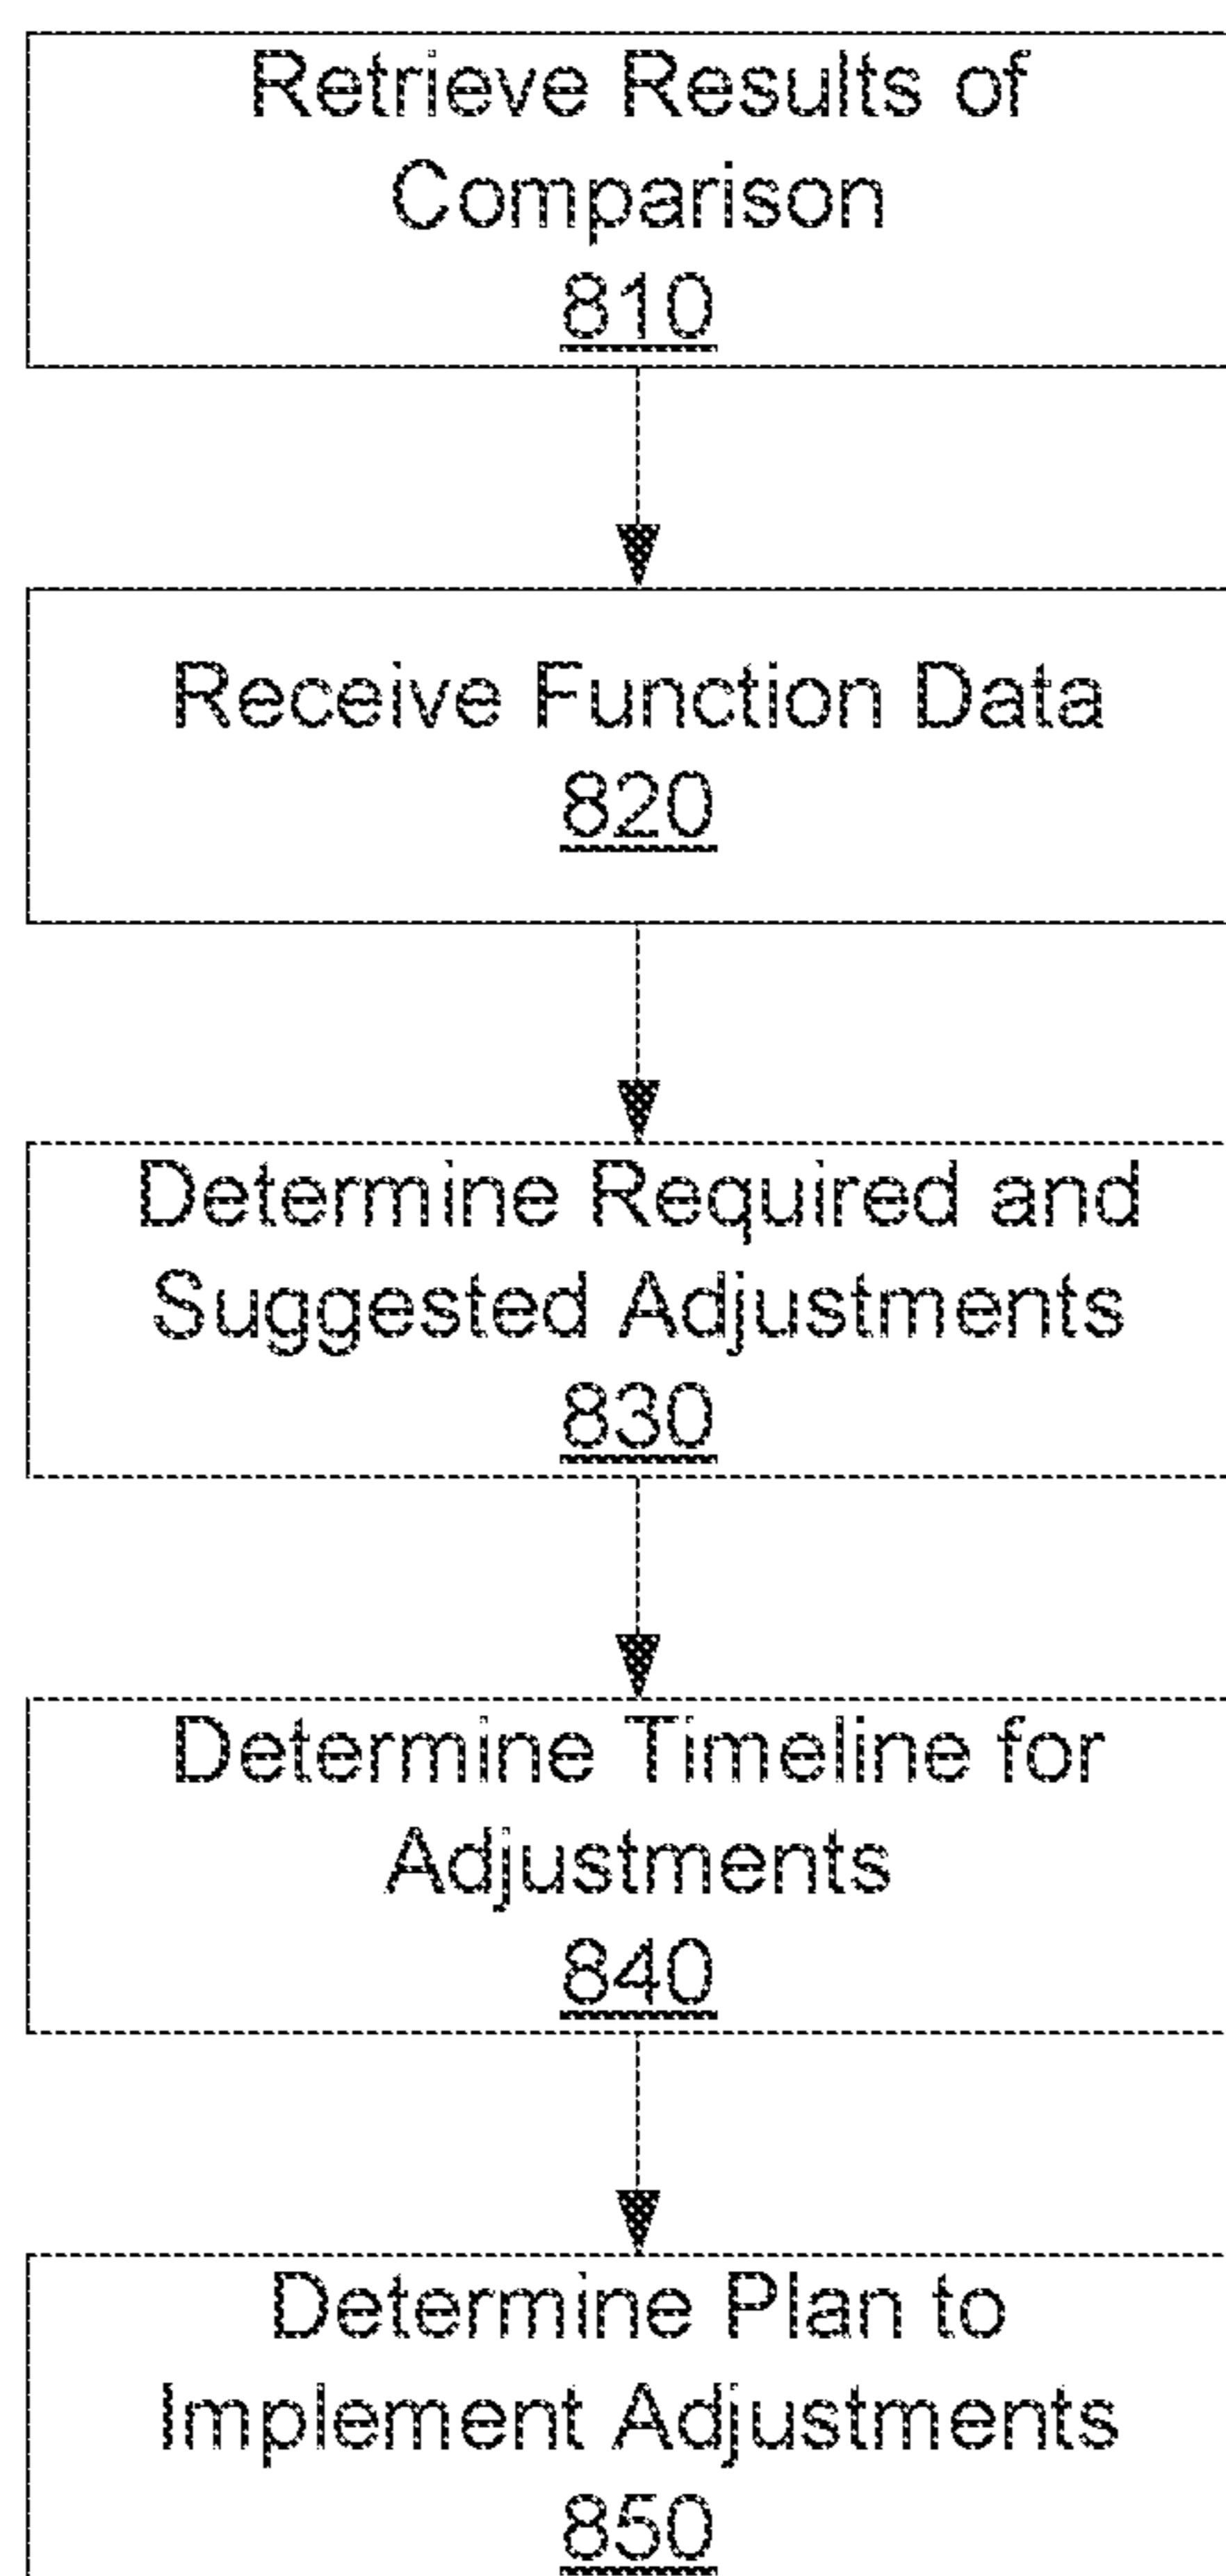 Retrieve Results of
Comparison
810
Receive Function Data
820
Determine Required and
Suggested Adjustments
830
Determine Timeline for
Adjustments
840
Determine Plan to
Implement Adjustments
850